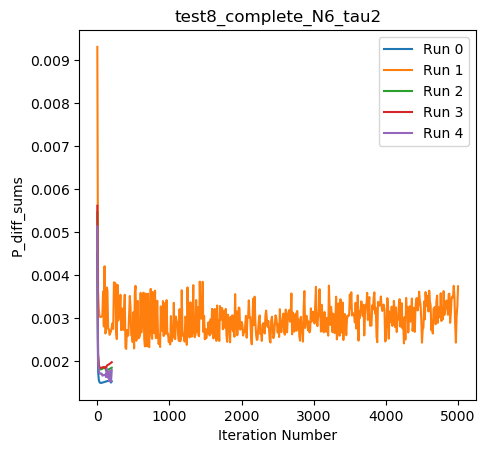 test8_complete_N6_tau2
Run 0
Run 1
Run 2
Run 3
Run 4
0.009
0.008
0.007
0.006
0.005
0.004
0.003
0.002
P_diff_sums
0 1000 2000 3000 4000 5000
Iteration Number